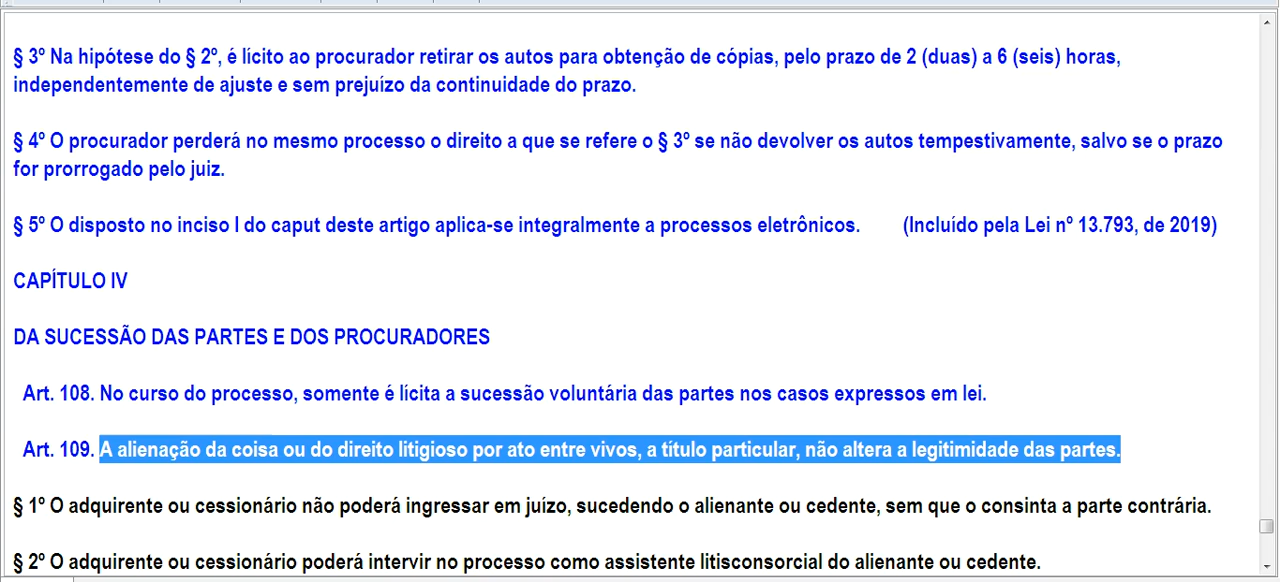 § 3º Na hipótese do § 2º, é lícito ao procurador retirar os autos para obtenção de cópias, pelo prazo de 2 (duas) a 6 (seis) horas,
independentemente de ajuste e sem prejuízo da continuidade do prazo.
§ 4º O procurador perderá no mesmo processo o direito a que se refere o § 3º se não devolver os autos tempestivamente, salvo se o prazo
for prorrogado pelo juiz.
§ 5º O disposto no inciso I do caput deste artigo aplica-se integralmente a processos eletrônicos. (Incluído pela Lei nº 13.793, de 2019)
CAPÍTULO IV
DA SUCESSÃO DAS PARTES E DOS PROCURADORES
Art. 108. No curso do processo, somente é lícita a sucessão voluntária das partes nos casos expressos em lei.
Art. 109. A alienação da coisa ou do direito litigioso por ato entre vivos, a título particular, não altera a legitimidade das partes.
§ 1º O adquirente ou cessionário não poderá ingressar em juízo, sucedendo o alienante ou cedente, sem que o consinta a parte contrária.
§ 2º O adquirente ou cessionário poderá intervir no processo como assistente litisconsorcial do alienante ou cedente.